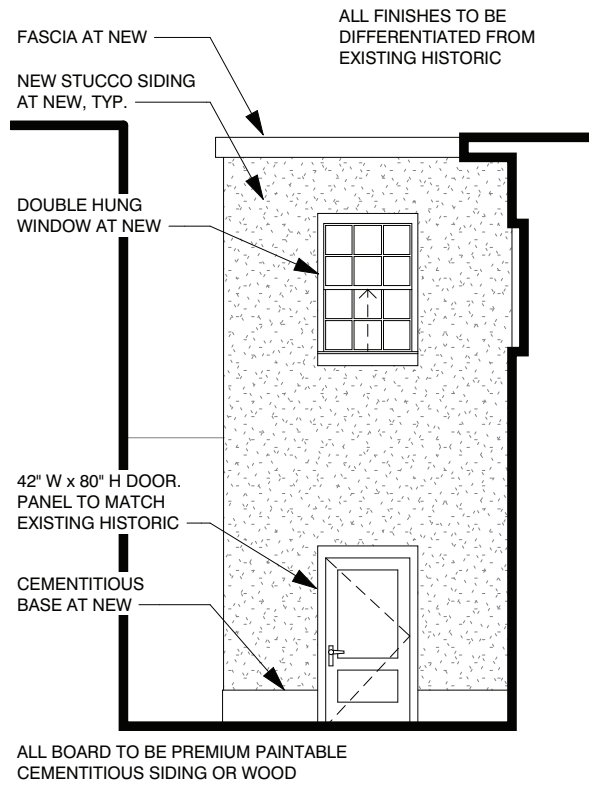 ALL FINISHES TO BE
DIFFERENTIATED FROM
EXISTING HISTORIC
FASCIA AT NEW
NEW STUCCO SIDING
AT NEW, TYP.
DOUBLE HUNG
WINDOW AT NEW
42" W x 80" H DOOR.
PANEL TO MATCH
EXISTING HISTORIC
CEMENTITIOUS
BASE AT NEW
ALL BOARD TO BE PREMIUM PAINTABLE
CEMENTITIOUS SIDING OR WOOD